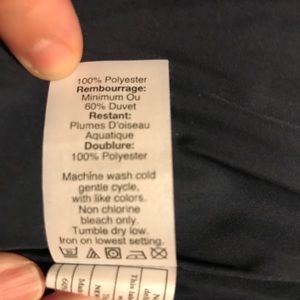 100% Polyester
Rembourrage:
Minimum Ou
60% Duvet
Restant:
Plumes D'oiseau
Aquatique
Doublure:
100% Polyester
Machine wash cold
gentle cycle,
with like colors.
Non chlorine
bleach only.
Tumble dry low.
Iron on lowest setting.